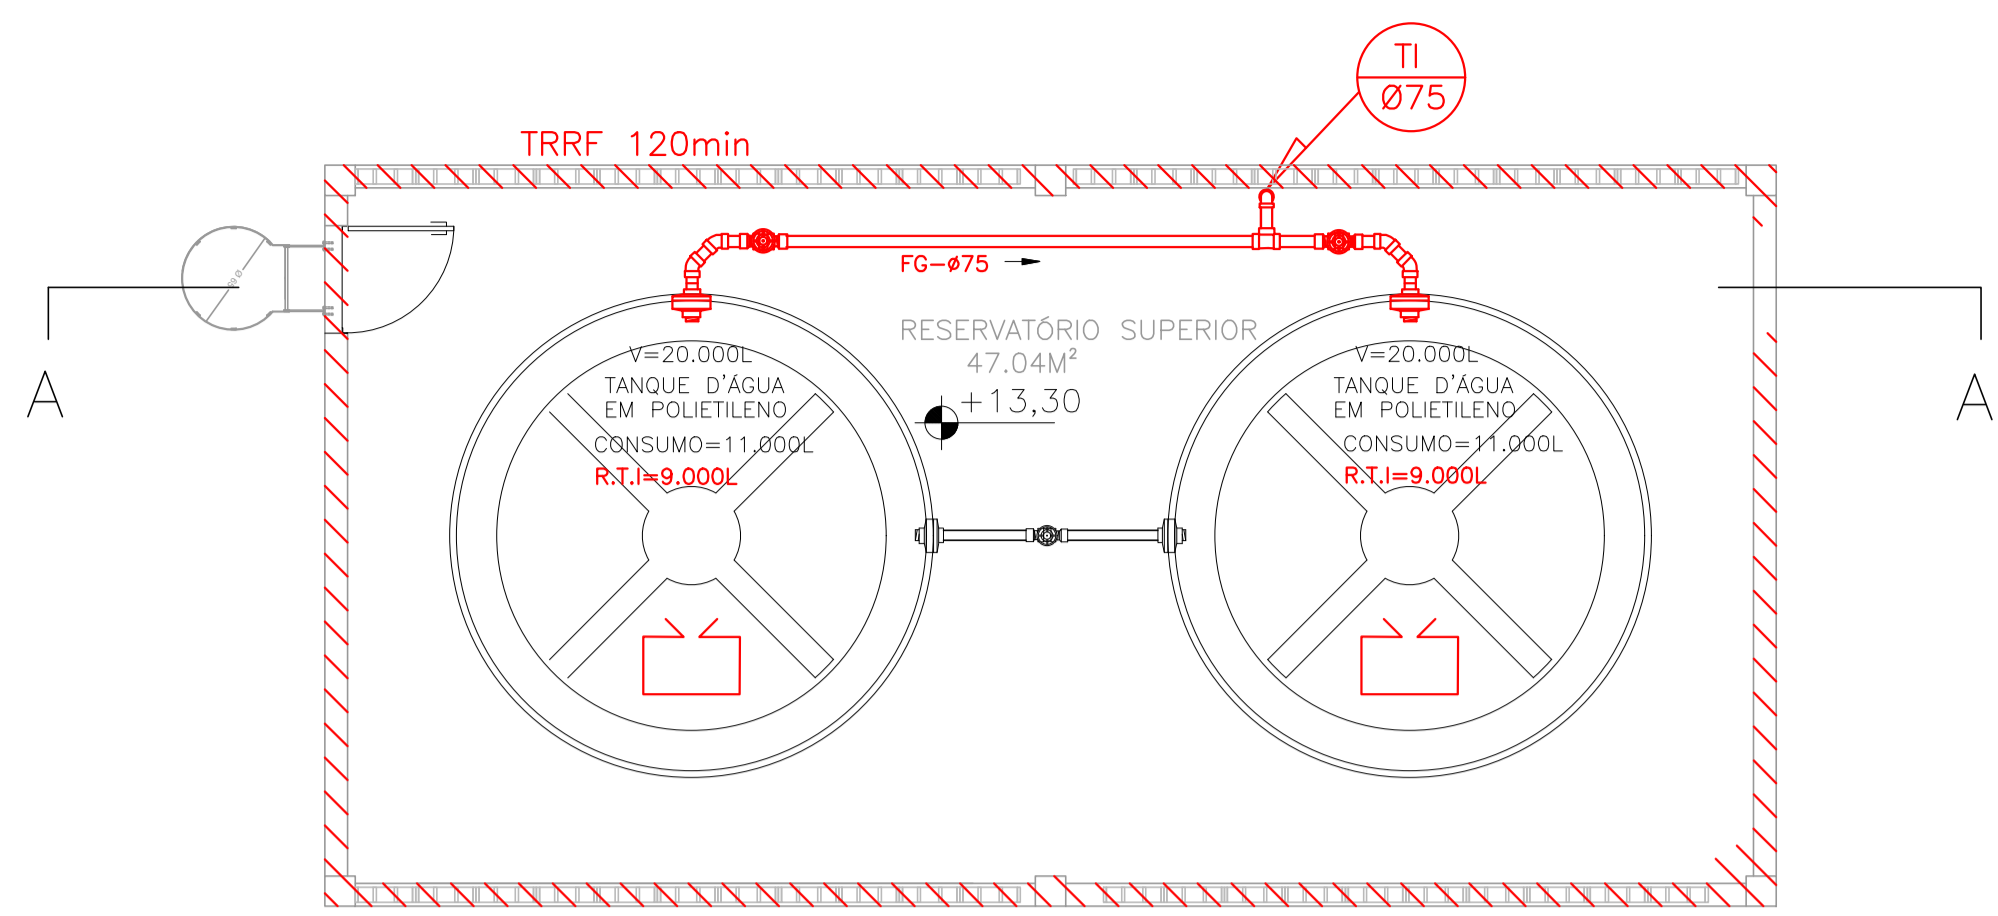 TI
Ø75
TRRF 120min
FG-ø75
Ø 65
RESERVATÓRIO SUPERIOR
47.04M²
+13,30
V=20.000L
TANQUE D'ÁGUA
EM POLIETILENO
CONSUMO=11.000L
R.T.I=9.000L
V=20.000L
TANQUE D'ÁGUA
EM POLIETILENO
CONSUMO=11.000L
R.T.I=9.000L
A
A